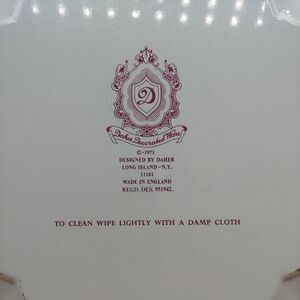 D
Daher Decorated Ware
©-1971
DESIGNED BY DAHER
LONG ISLAND-N.Y.
11101
MADE IN ENGLAND
REGD. DES. 951942.
TO CLEAN WIPE LIGHTLY WITH A DAMP CLOTH